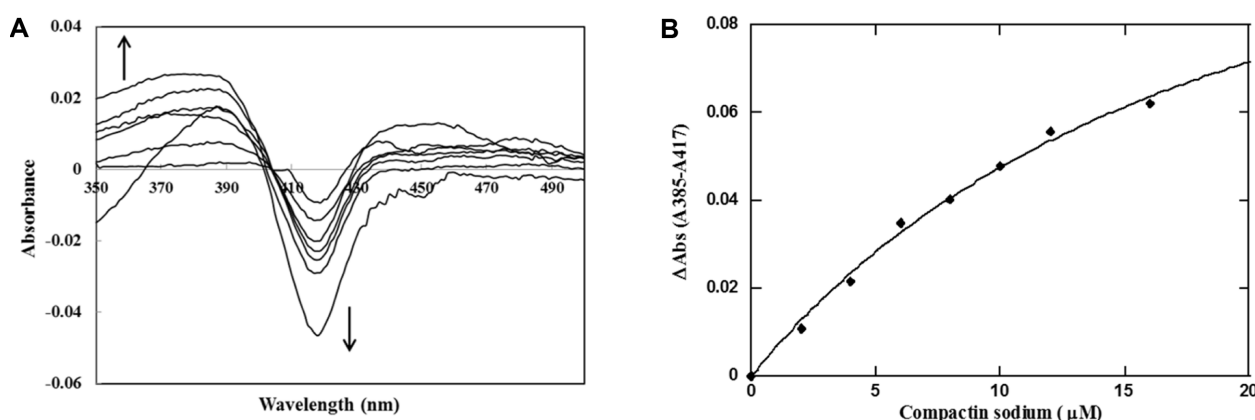 A
0.04
0.02
0
-0.02
-0.04
-0.06
350 370 390 410 430 450 470 490
Absorbance
Wavelength (nm)
B
0.08
0.06
0.04
0.02
0
0 5 10 15 20
ΔAbs (A385-A417)
Compactin sodium ( μM)